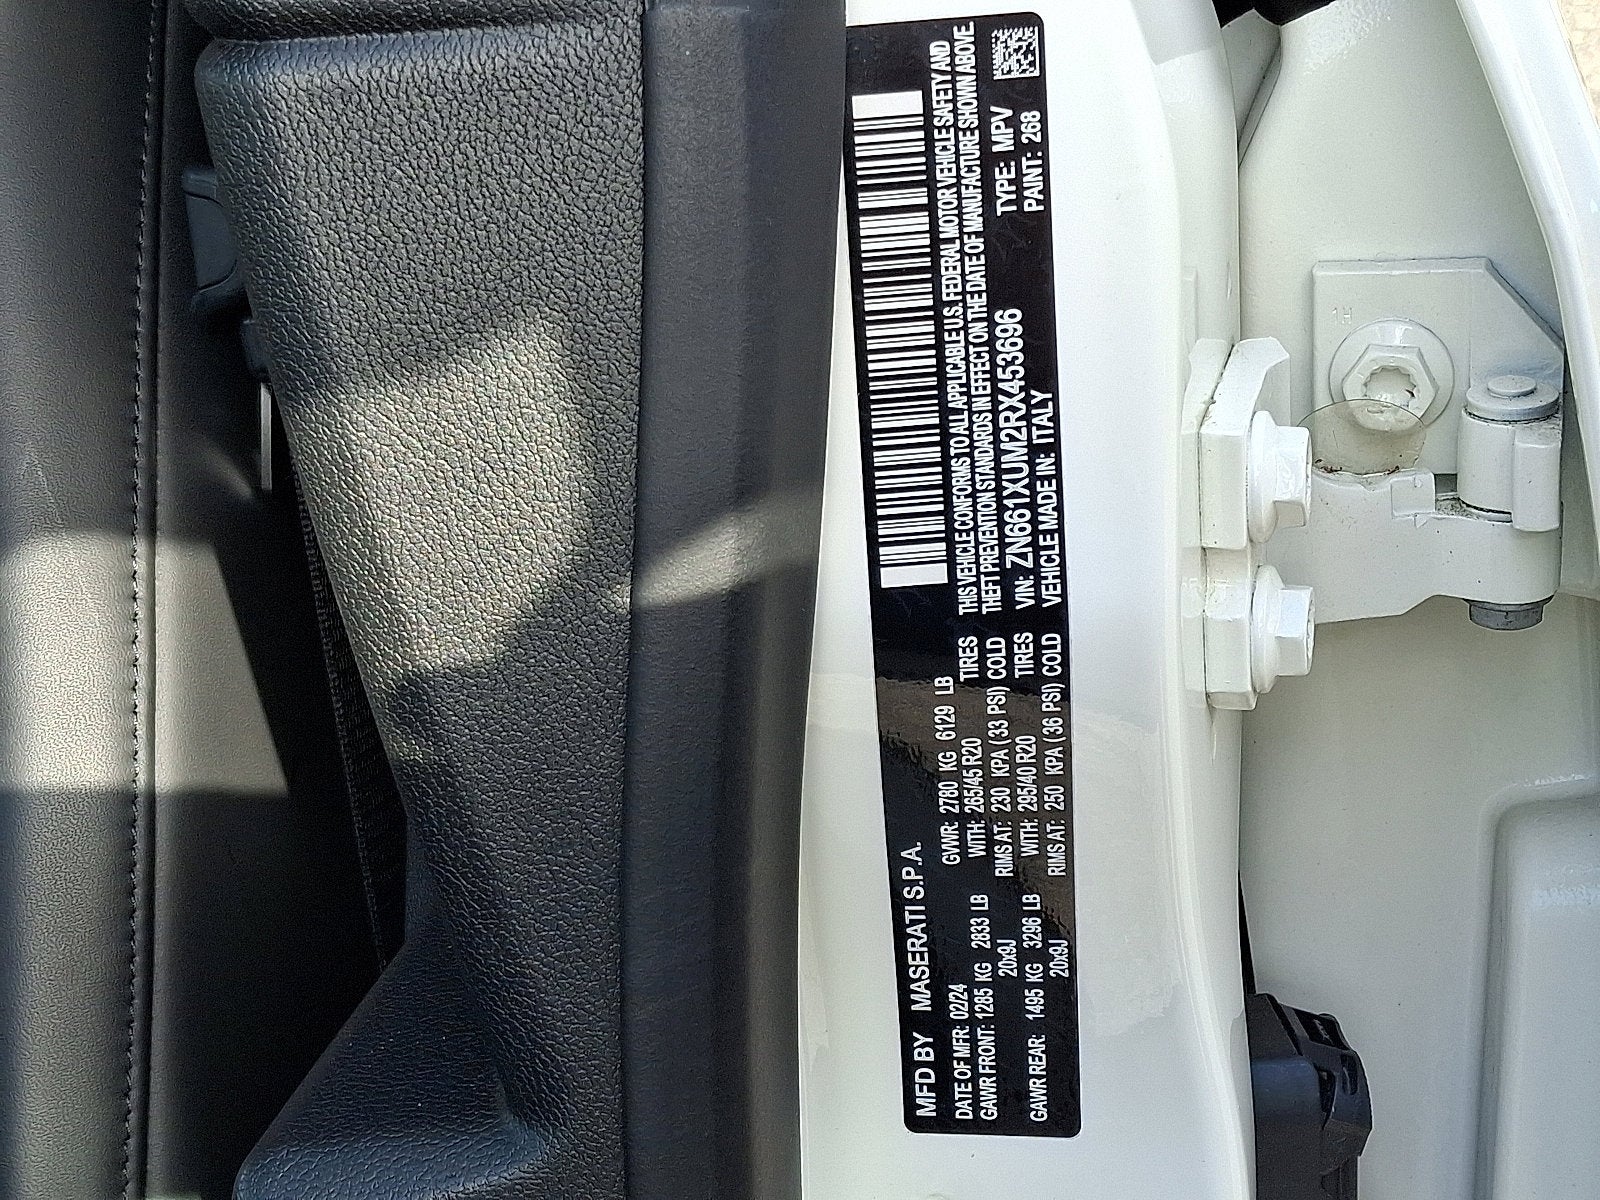 MFD BY MASERATI S.P.A.
DATE OF MFR: 02/24 GVWR: 2780 KG 6129 LB
GAWR FRONT: 1285 KG 2833 LB WITH: 265/45 R20 TIRES
20x9J RIMS AT: 230 KPA (33 PSI) COLD
GAWR REAR: 1495 KG 3296 LB WITH: 295/40 R20 TIRES
20x9J RIMS AT: 250 KPA (36 PSI) COLD
THIS VEHICLE CONFORMS TO ALL APPLICABLE U.S. FEDERAL MOTOR VEHICLE SAFETY AND
THEFT PREVENTION STANDARDS IN EFFECT ON THE DATE OF MANUFACTURE SHOWN ABOVE.
VIN: ZN661XUM2RX453696 TYPE: MPV
VEHICLE MADE IN: ITALY PAINT: 268
1H